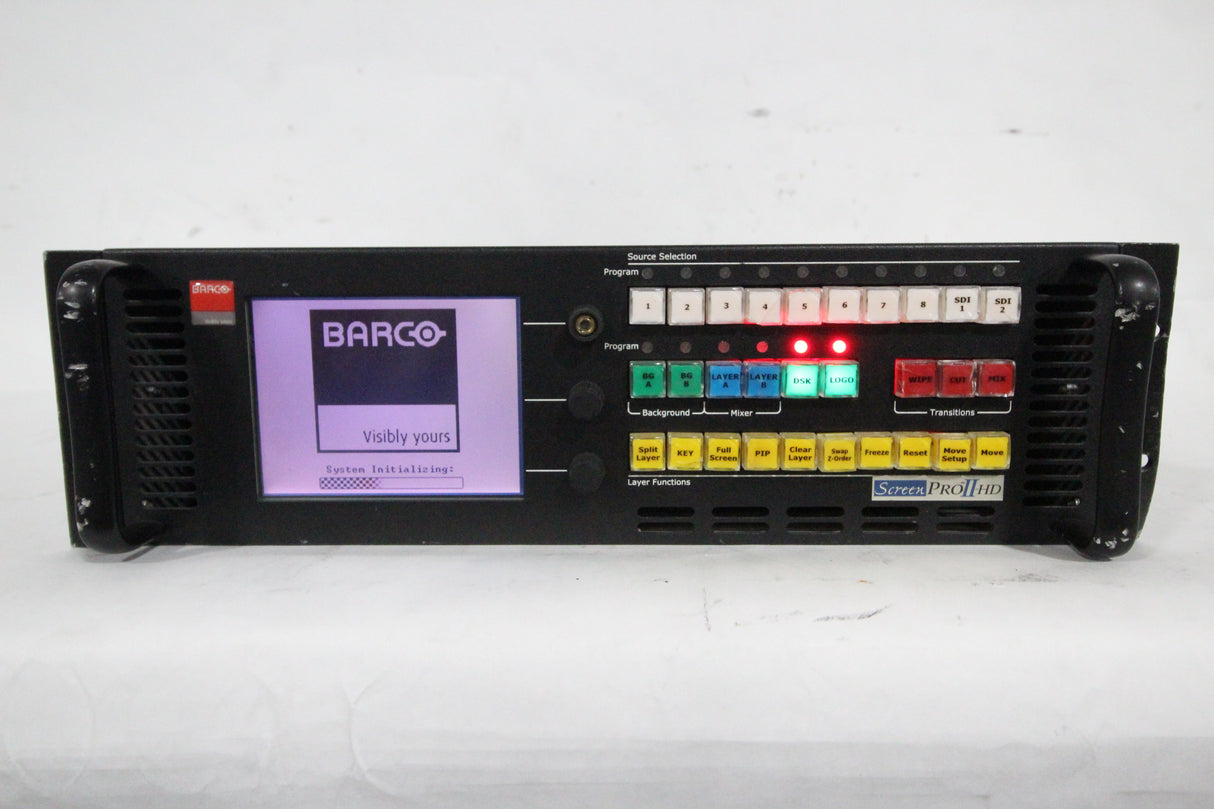 BARCO
BARCO
Visibly yours
System Initializing:
Source Selection
Program
1 2 3 4 5 6 7 8 SDI 1 SDI 2
Program
BG A BG B LAYER A LAYER B DSK LOGO WIPE CUT MIX
Background Mixer Transitions
Split Layer KEY Full Screen PIP Clear Layer Swap Z-Order Freeze Reset Move Setup Move
Layer Functions
Screen PRO II HD